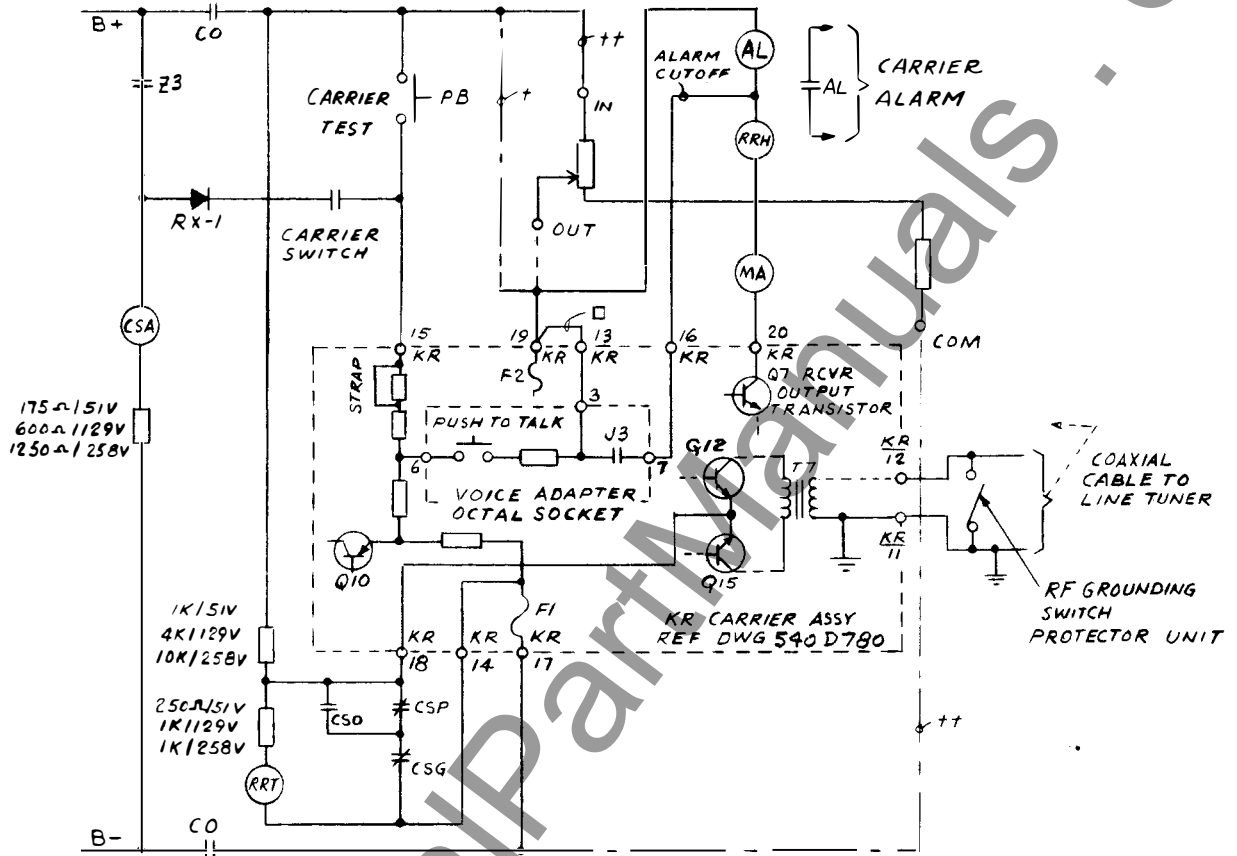 B+
CO
Z3
CARRIER
TEST
PB
†
††
IN
OUT
ALARM
CUTOFF
AL
AL
CARRIER
ALARM
RRH
MA
RX-1
CARRIER
SWITCH
CSA
175Ω/51V
600Ω/129V
1250Ω/258V
COM
15
KR
19
KR
13
KR
16
KR
20
KR
F2
STRAP
Q7 RCVR
OUTPUT
TRANSISTOR
3
PUSH TO TALK
J3
6
7
VOICE ADAPTER
OCTAL SOCKET
Q12
T7
KR
12
KR
11
COAXIAL
CABLE TO
LINE TUNER
Q10
Q15
F1
KR CARRIER ASSY
REF DWG 540D780
RF GROUNDING
SWITCH
PROTECTOR UNIT
1K/51V
4K/129V
10K/258V
KR
18
KR
14
KR
17
250Ω/51V
1K/129V
1K/258V
CSO
CSP
CSG
RRT
††
B-
CO
alPartManuals.